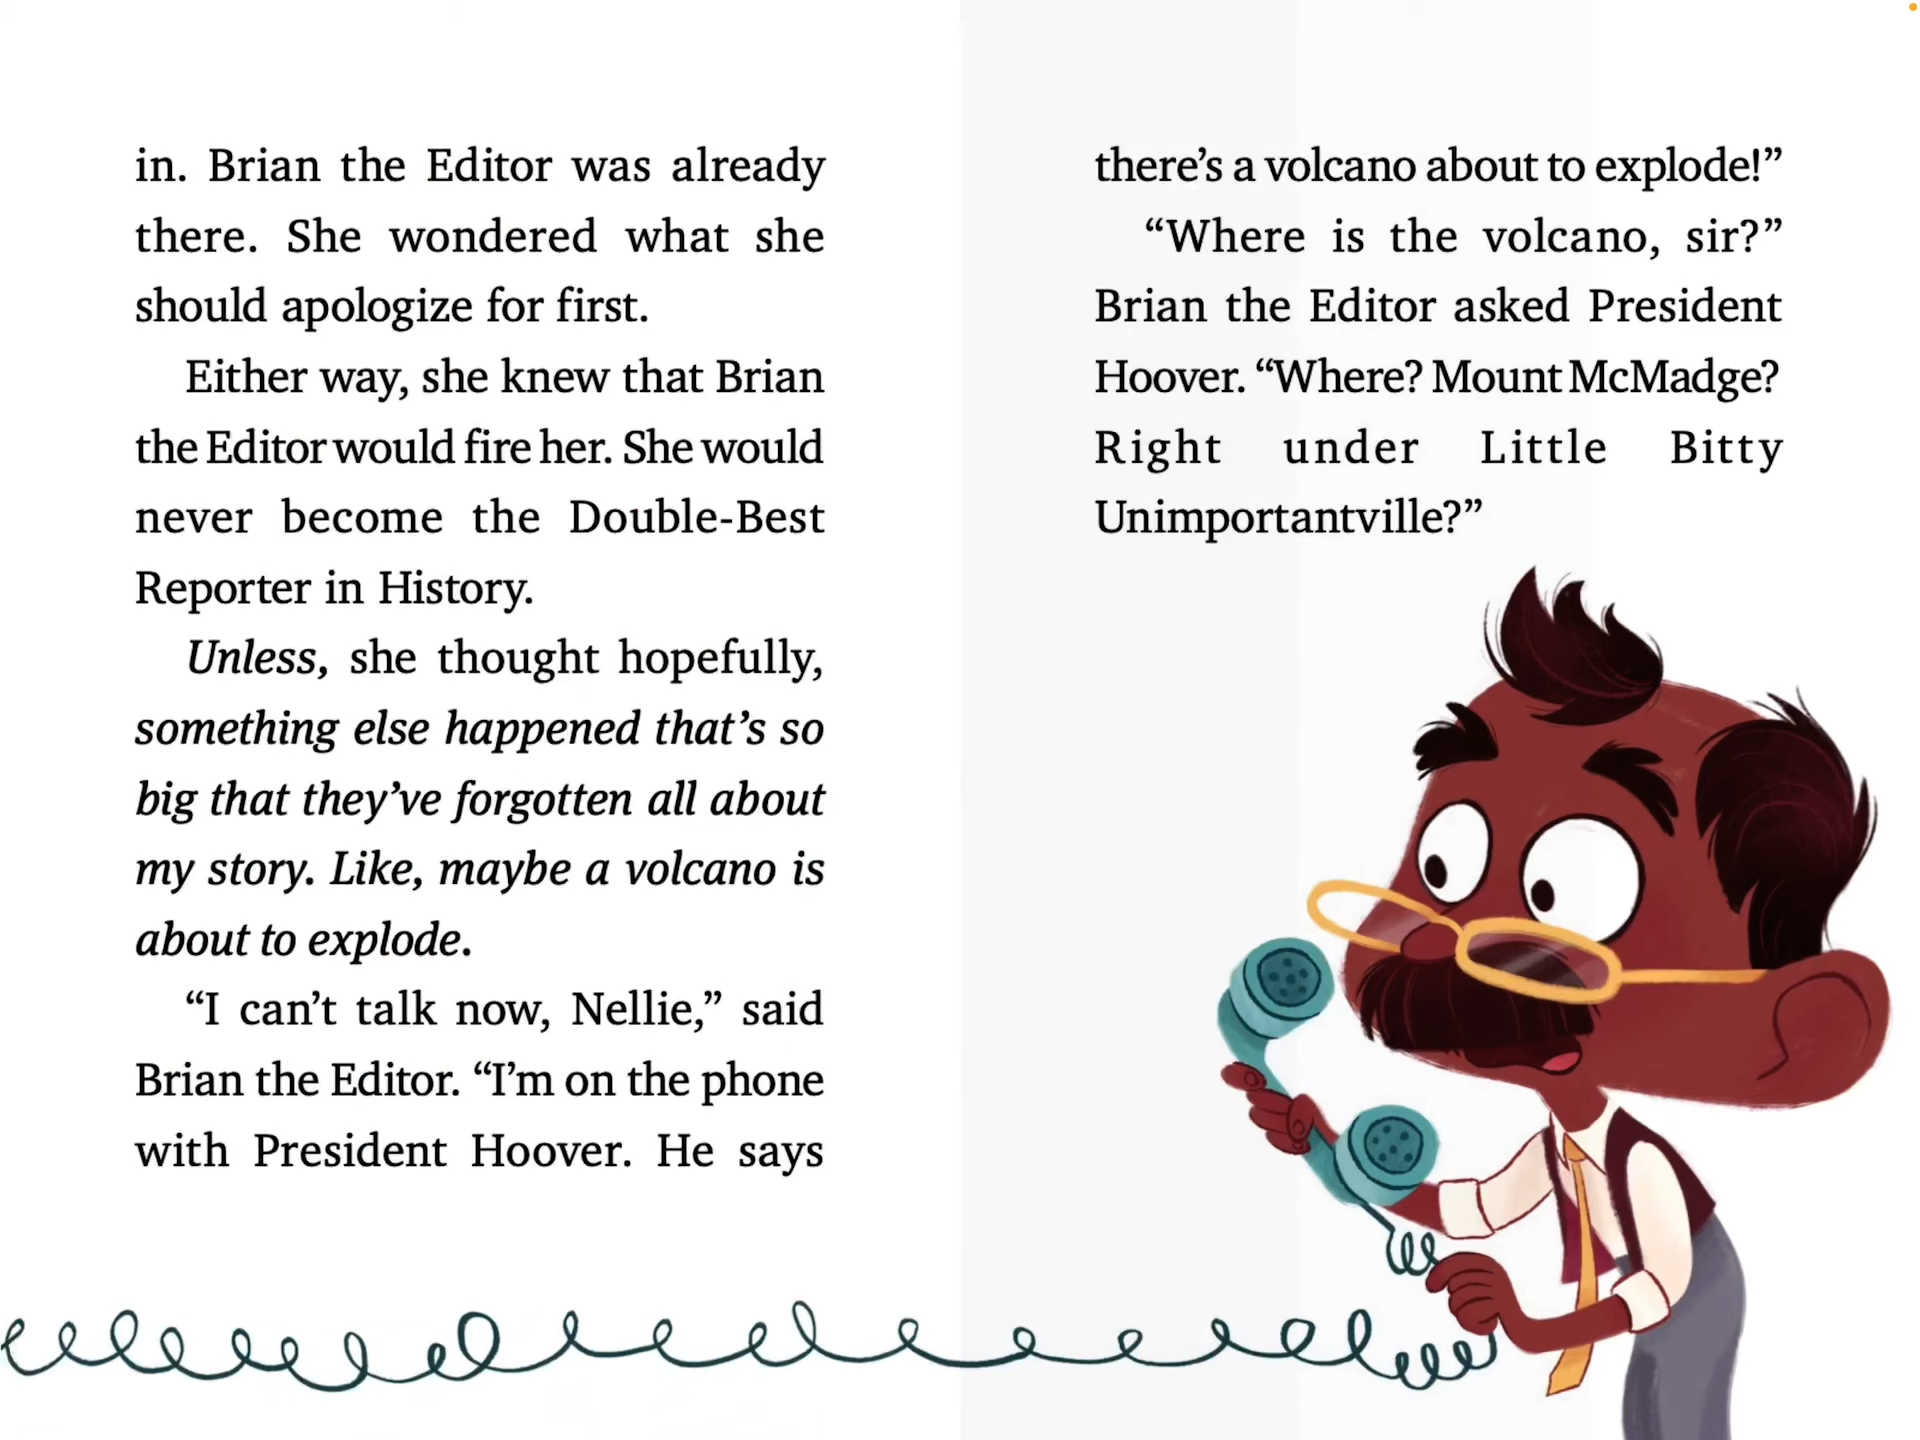 in. Brian the Editor was already
there. She wondered what she
should apologize for first.
Either way, she knew that Brian
the Editor would fire her. She would
never become the Double-Best
Reporter in History.
Unless, she thought hopefully,
something else happened that’s so
big that they’ve forgotten all about
my story. Like, maybe a volcano is
about to explode.
“I can’t talk now, Nellie,” said
Brian the Editor. “I’m on the phone
with President Hoover. He says
there’s a volcano about to explode!”
“Where is the volcano, sir?”
Brian the Editor asked President
Hoover. “Where? Mount McMadge?
Right under Little Bitty
Unimportantville?”